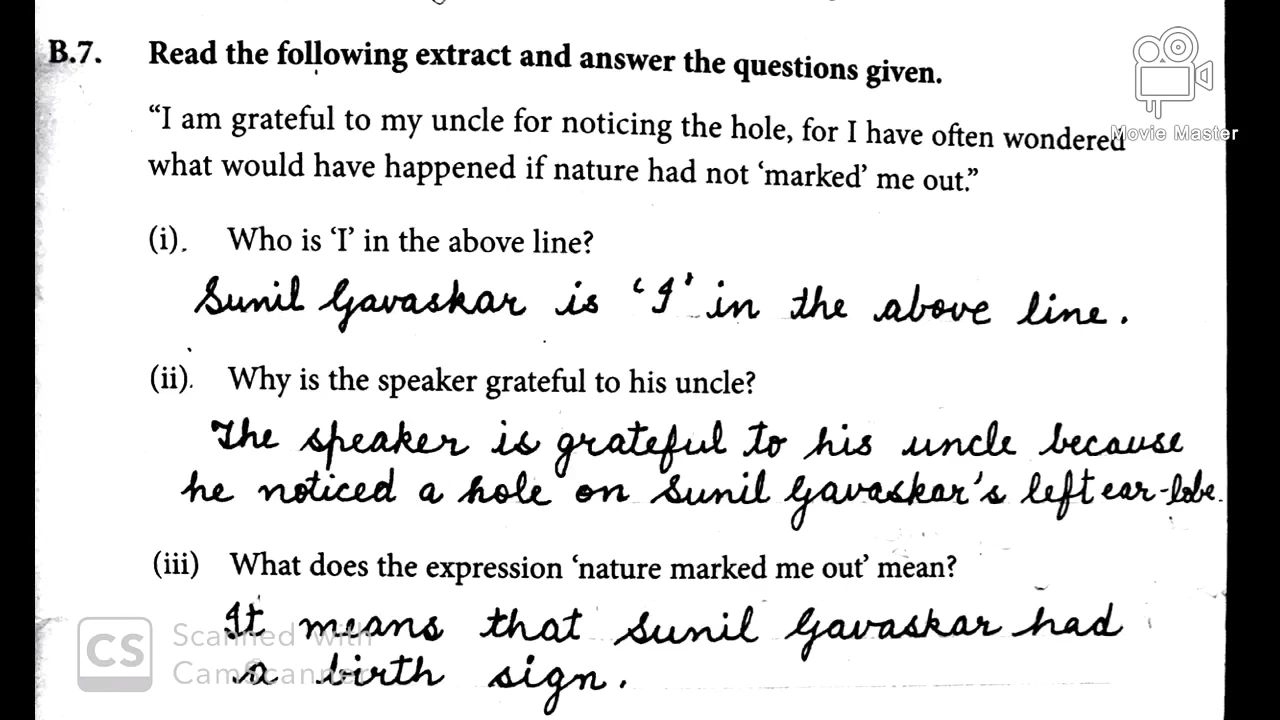 B.7. Read the following extract and answer the questions given.
Movie Master
“I am grateful to my uncle for noticing the hole, for I have often wondered
what would have happened if nature had not ‘marked’ me out.”
(i). Who is ‘I’ in the above line?
Sunil Gavaskar is ‘I’ in the above line.
(ii). Why is the speaker grateful to his uncle?
The speaker is grateful to his uncle because
he noticed a hole on Sunil Gavaskar’s left ear-lobe.
(iii) What does the expression ‘nature marked me out’ mean?
It means that Sunil Gavaskar had
a birth sign.
CS Scanned with
CamScanner